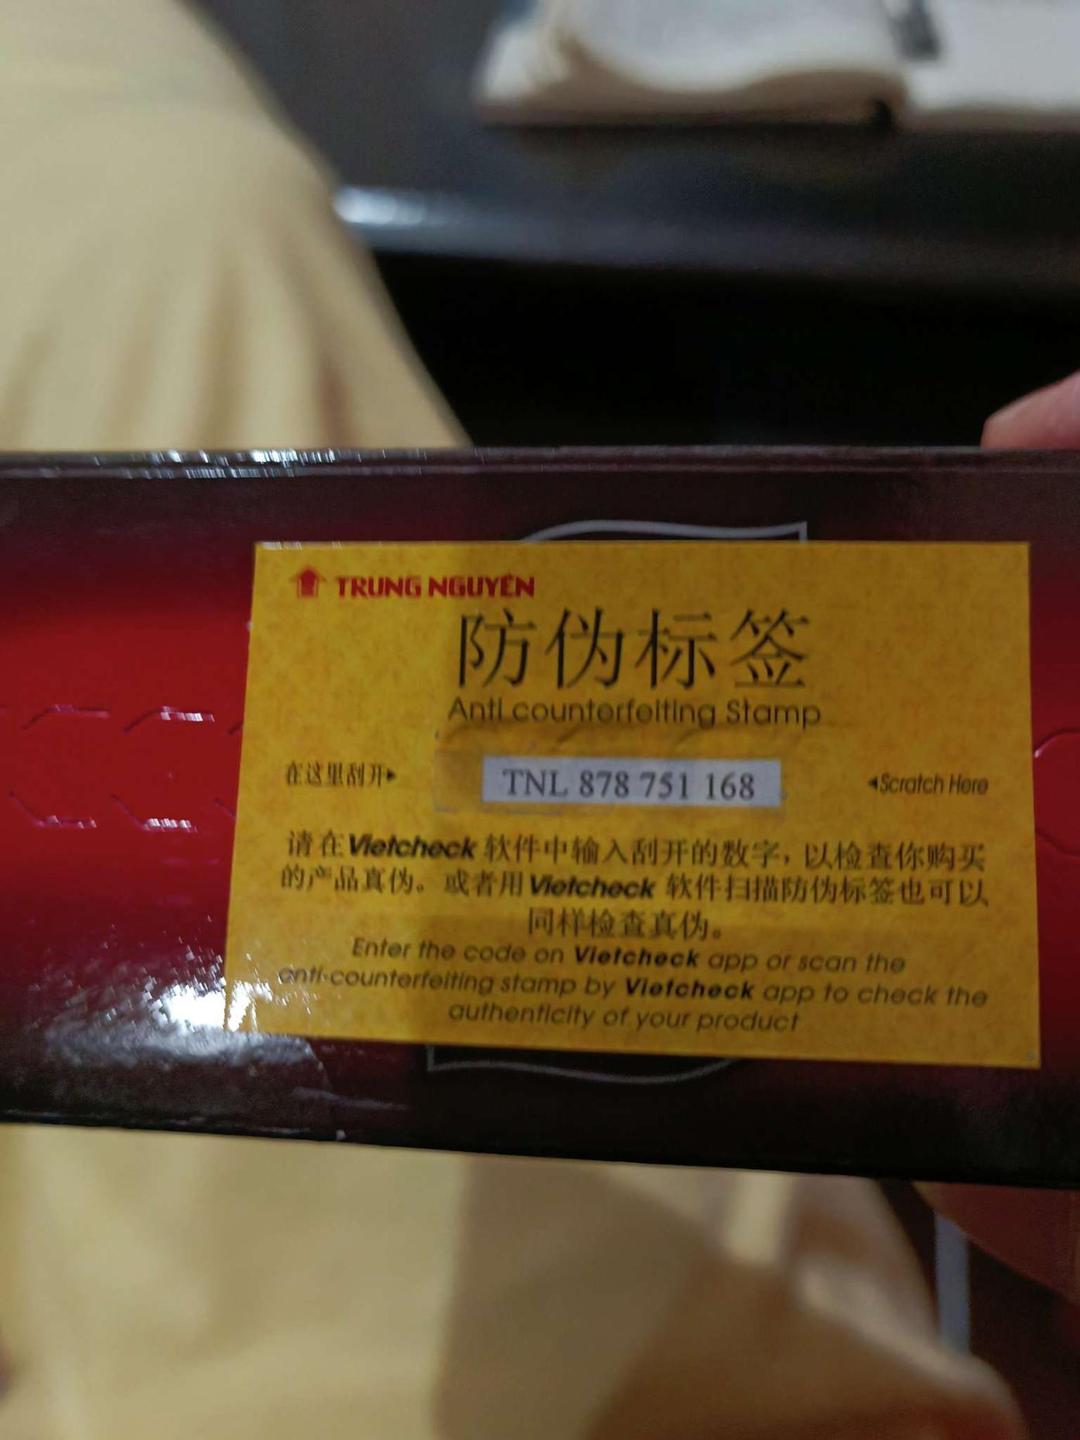 TRUNG NGUYÊN
防伪标签
Anti counterfeiting Stamp
在这里刮开
TNL 878 751 168
Scratch Here
请在Vietcheck 软件中输入刮开的数字，以检查你购买
的产品真伪。或者用Vietcheck 软件扫描防伪标签也可以
同样检查真伪。
Enter the code on Vietcheck app or scan the
anti-counterfeiting stamp by Vietcheck app to check the
authenticity of your product